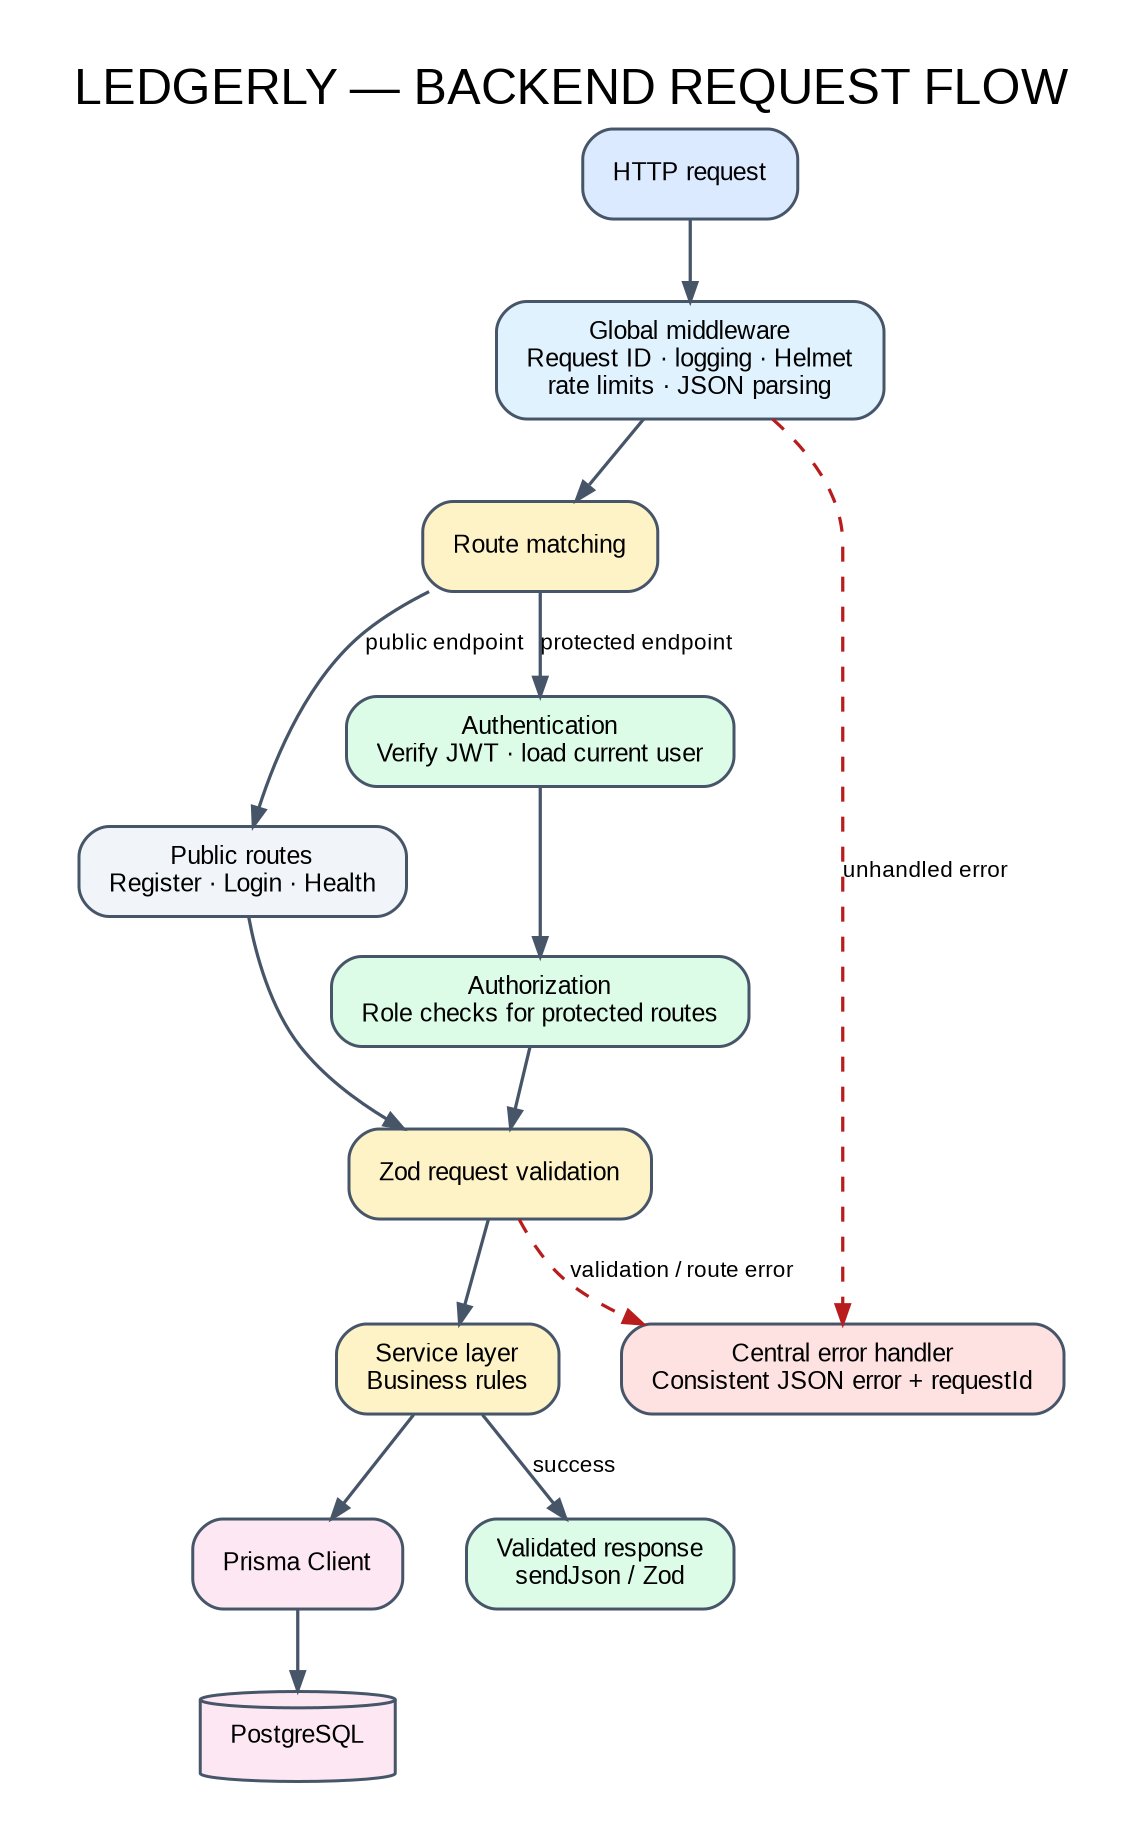 LEDGERLY — BACKEND REQUEST FLOW
HTTP request
Global middleware
Request ID · logging · Helmet
rate limits · JSON parsing
Route matching
public endpoint
protected endpoint
Authentication
Verify JWT · load current user
Public routes
Register · Login · Health
unhandled error
Authorization
Role checks for protected routes
Zod request validation
validation / route error
Service layer
Business rules
Central error handler
Consistent JSON error + requestId
success
Prisma Client
Validated response
sendJson / Zod
PostgreSQL